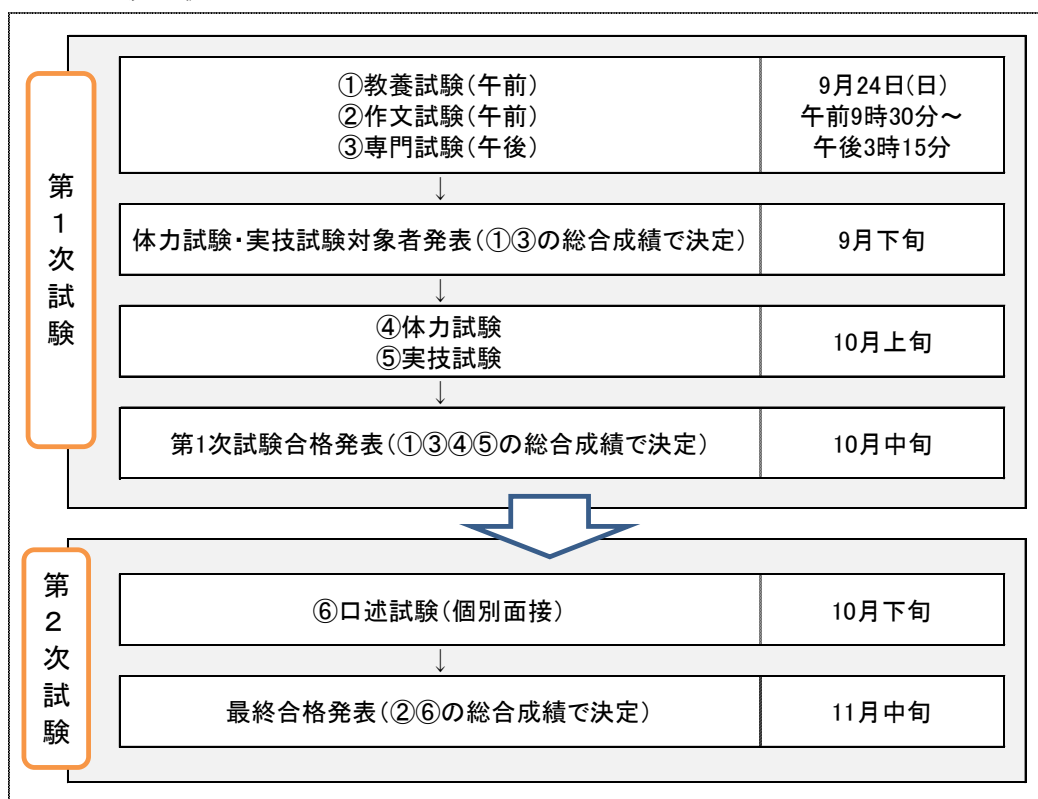 第1次試験
①教養試験(午前)
②作文試験(午前)
③専門試験(午後)
9月24日(日)
午前9時30分～
午後3時15分
↓
体力試験・実技試験対象者発表(①③の総合成績で決定)
9月下旬
↓
④体力試験
⑤実技試験
10月上旬
↓
第1次試験合格発表(①③④⑤の総合成績で決定)
10月中旬
第2次試験
⑥口述試験(個別面接)
10月下旬
↓
最終合格発表(②⑥の総合成績で決定)
11月中旬